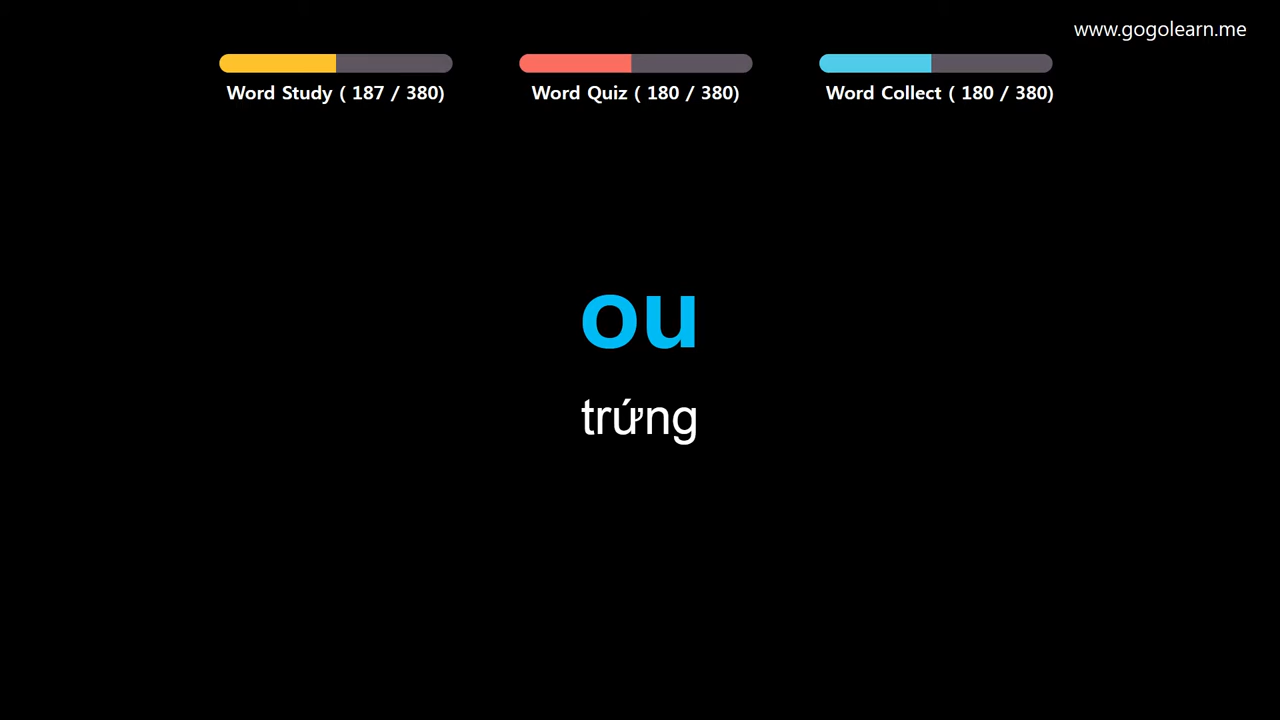 www.gogolearn.me
Word Study ( 187 / 380)
Word Quiz ( 180 / 380)
Word Collect ( 180 / 380)
ou
trứng